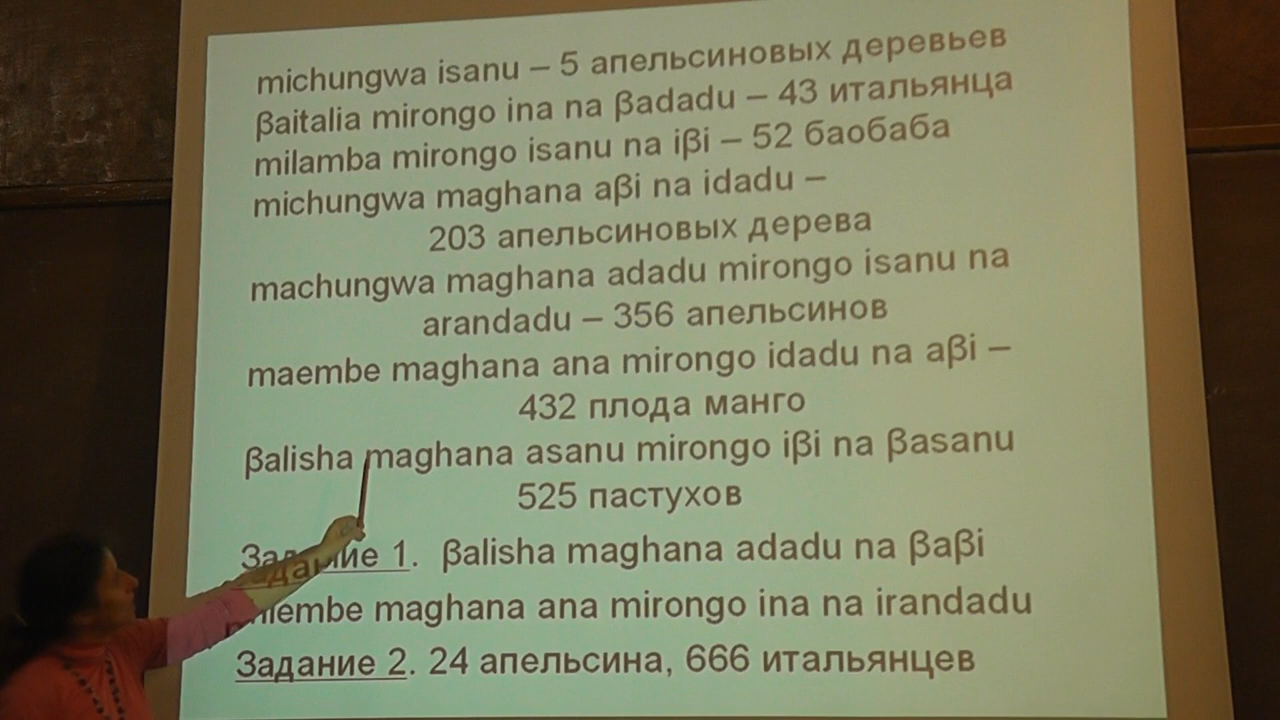 michungwa isanu – 5 апельсиновых деревьев
βaitalia mirongo ina na βadadu – 43 итальянца
milamba mirongo isanu na iβi – 52 баобаба
michungwa maghana aβi na idadu –
203 апельсиновых дерева
machungwa maghana adadu mirongo isanu na
arandadu – 356 апельсинов
maembe maghana ana mirongo idadu na aβi –
432 плода манго
βalisha maghana asanu mirongo iβi na βasanu
525 пастухов
Задание 1. βalisha maghana adadu na βaβi
maghana ana mirongo ina na irandadu
Задание 2. 24 апельсина, 666 итальянцев